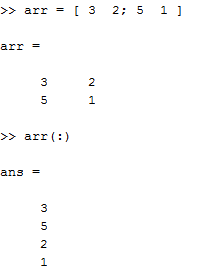 >> arr = [ 3  2; 5  1 ]
arr =
3 2
5 1
>> arr(:)
ans =
3
5
2
1